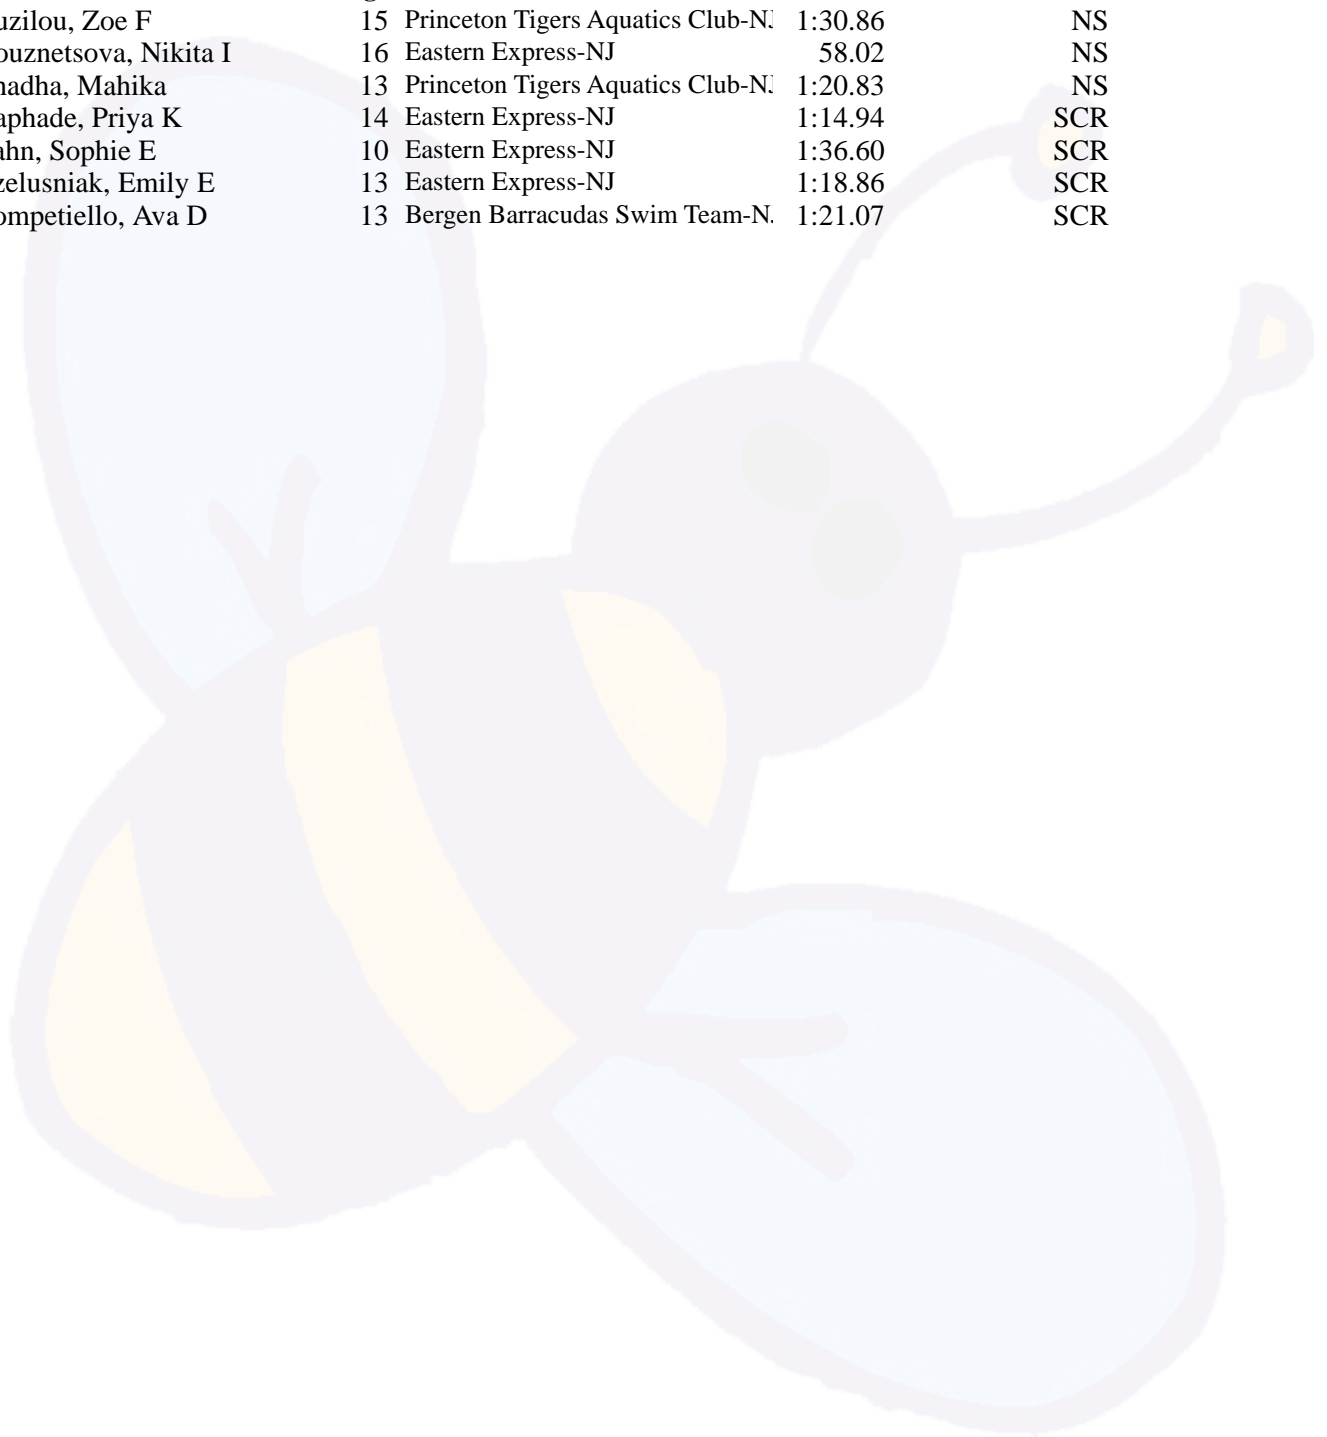 uzilou, Zoe F 15 Princeton Tigers Aquatics Club-NJ 1:30.86 NS
ouznetsova, Nikita I 16 Eastern Express-NJ 58.02 NS
hadha, Mahika 13 Princeton Tigers Aquatics Club-NJ 1:20.83 NS
aphade, Priya K 14 Eastern Express-NJ 1:14.94 SCR
ahn, Sophie E 10 Eastern Express-NJ 1:36.60 SCR
zelusniak, Emily E 13 Eastern Express-NJ 1:18.86 SCR
ompetiello, Ava D 13 Bergen Barracudas Swim Team-N. 1:21.07 SCR